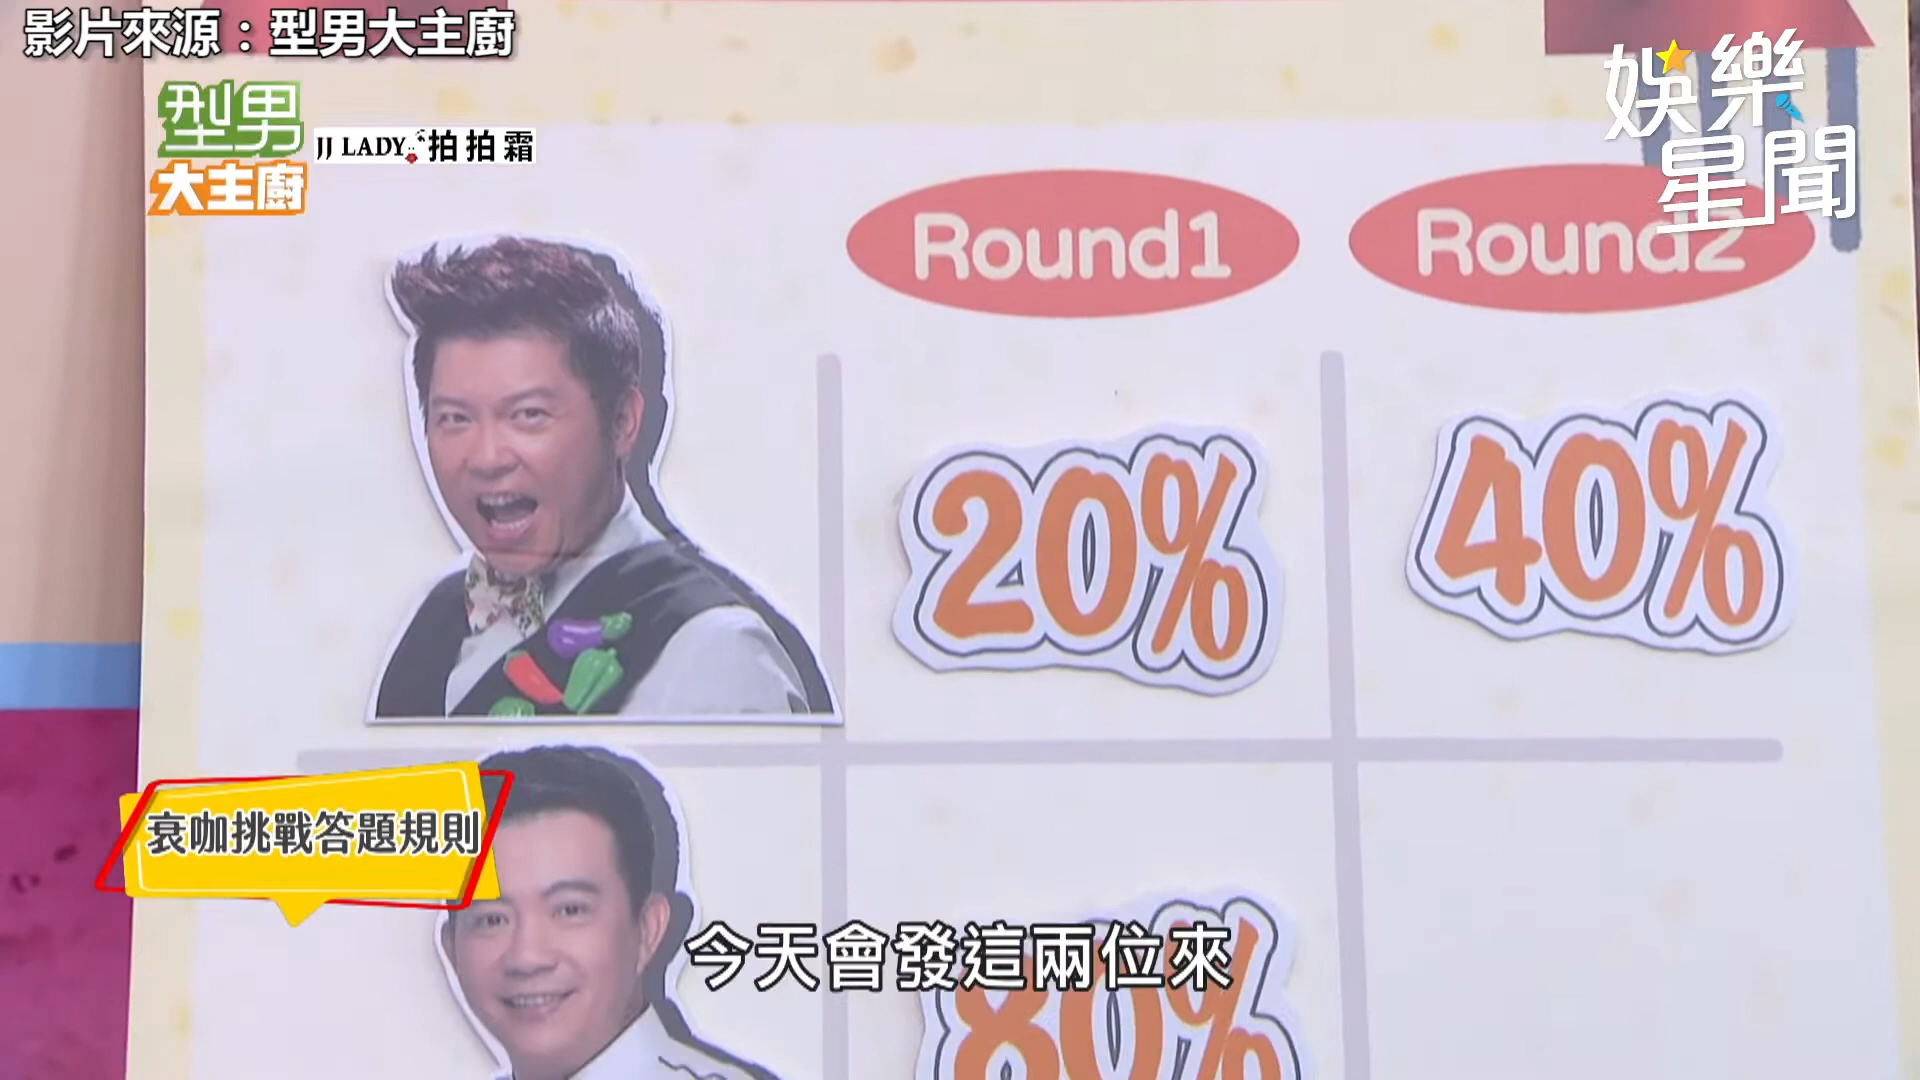 影片來源：型男大主廚
娛樂
星聞
型男
大主廚
JJ LADY 拍拍霜
Round1
Round2
20%
40%
衰咖挑戰答題規則
今天會發這兩位來
80%